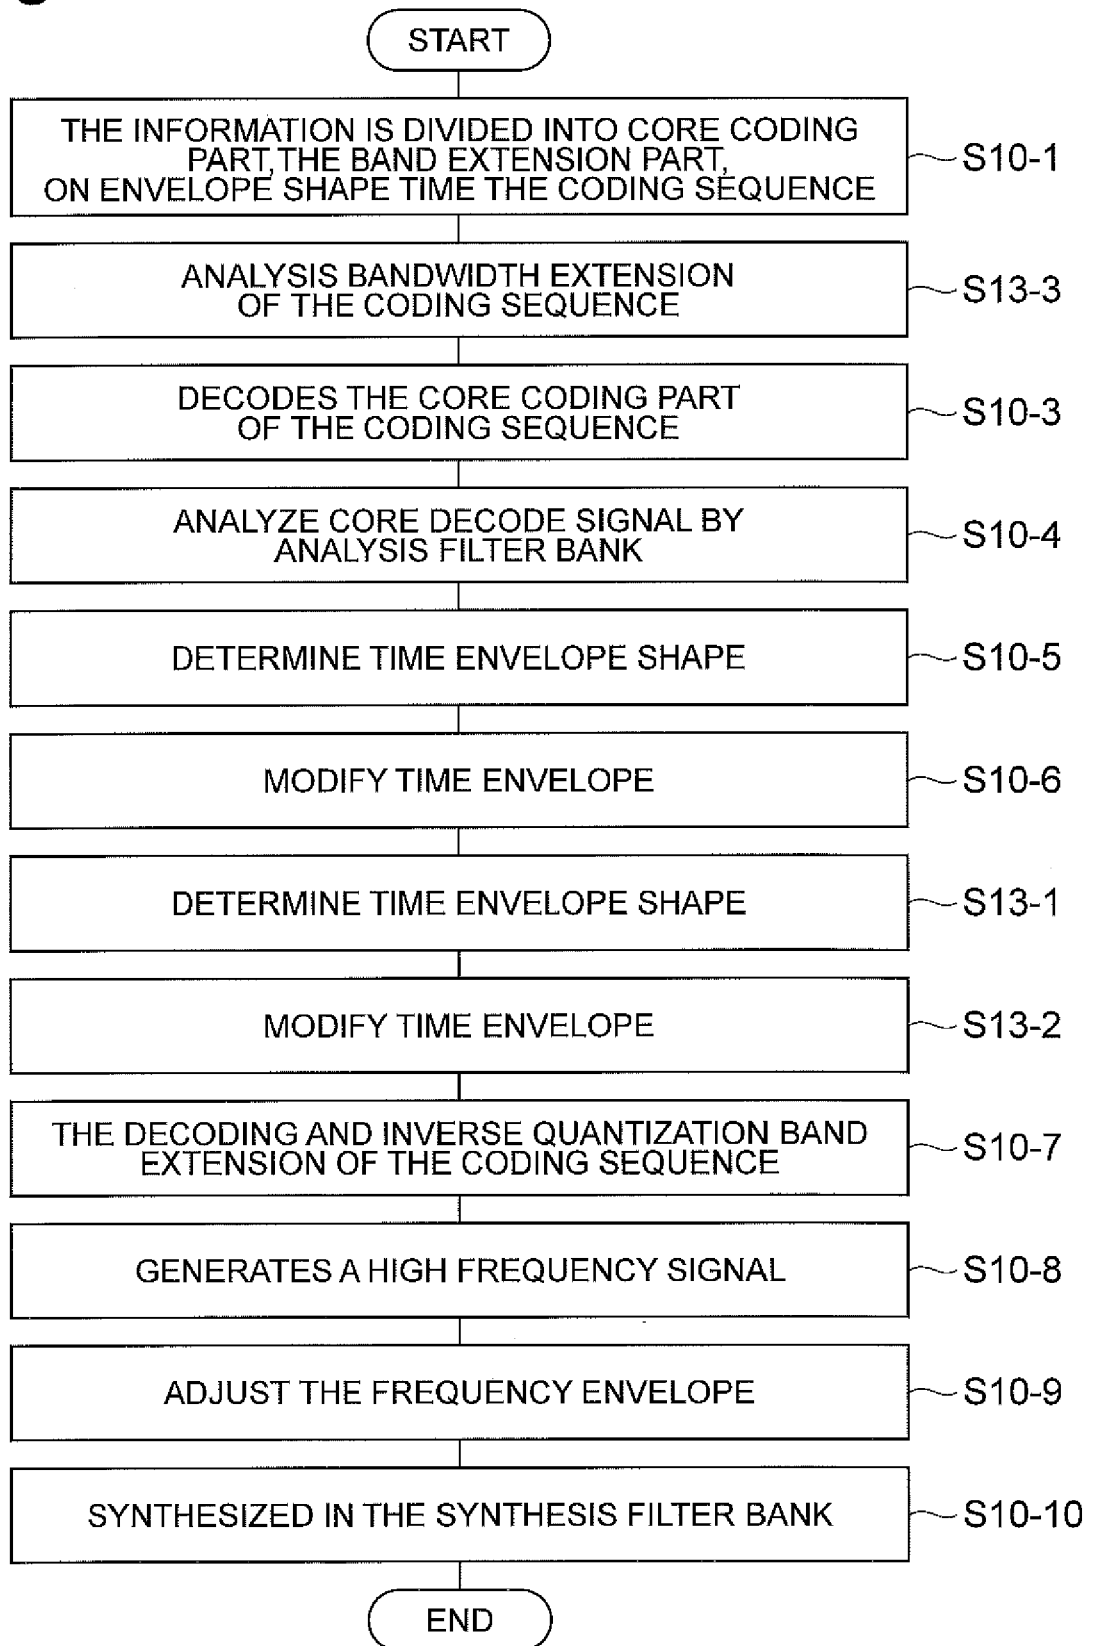 START
THE INFORMATION IS DIVIDED INTO CORE CODING
PART, THE BAND EXTENSION PART,
ON ENVELOPE SHAPE TIME THE CODING SEQUENCE
S10-1
ANALYSIS BANDWIDTH EXTENSION
OF THE CODING SEQUENCE
S13-3
DECODES THE CORE CODING PART
OF THE CODING SEQUENCE
S10-3
ANALYZE CORE DECODE SIGNAL BY
ANALYSIS FILTER BANK
S10-4
DETERMINE TIME ENVELOPE SHAPE
S10-5
MODIFY TIME ENVELOPE
S10-6
DETERMINE TIME ENVELOPE SHAPE
S13-1
MODIFY TIME ENVELOPE
S13-2
THE DECODING AND INVERSE QUANTIZATION BAND
EXTENSION OF THE CODING SEQUENCE
S10-7
GENERATES A HIGH FREQUENCY SIGNAL
S10-8
ADJUST THE FREQUENCY ENVELOPE
S10-9
SYNTHESIZED IN THE SYNTHESIS FILTER BANK
S10-10
END